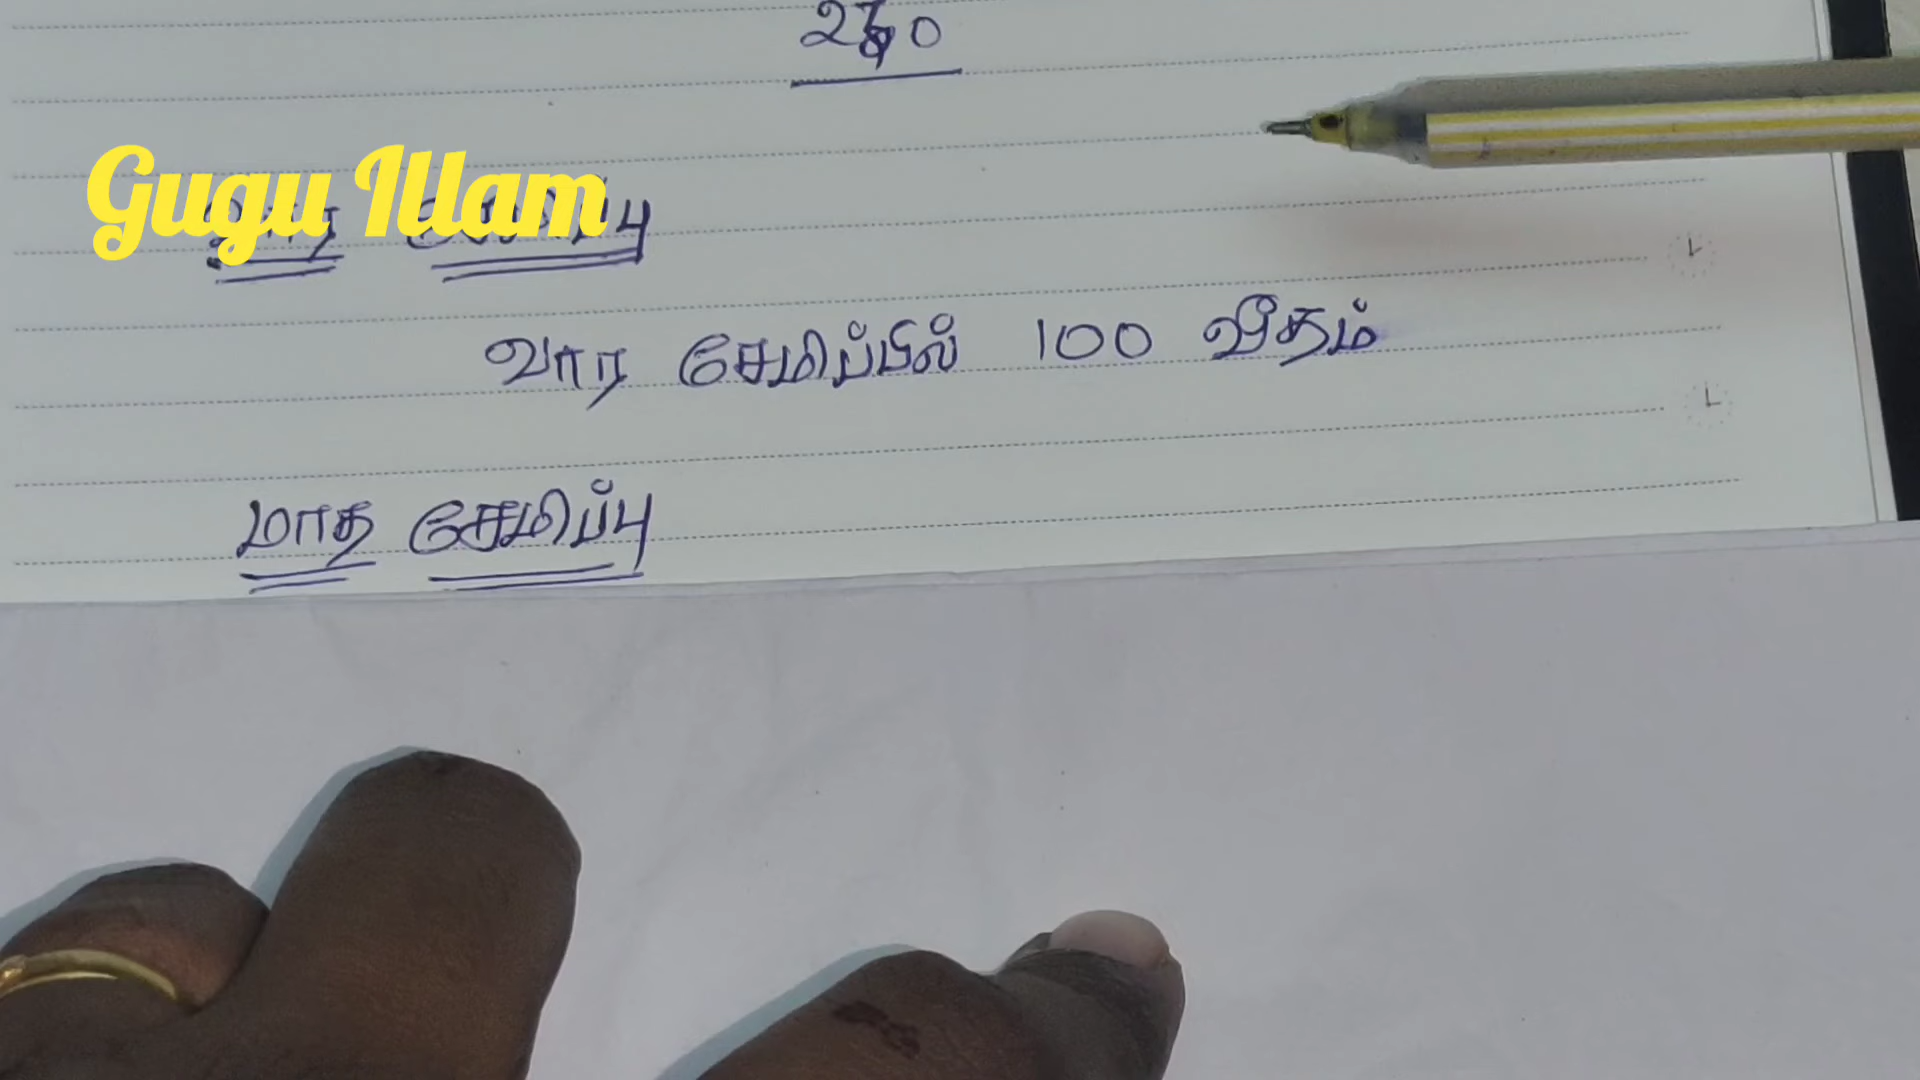 Gugu Illam
வார சேமிப்பு
வார சேமிப்பில் 100 வீதம்
மாத சேமிப்பு